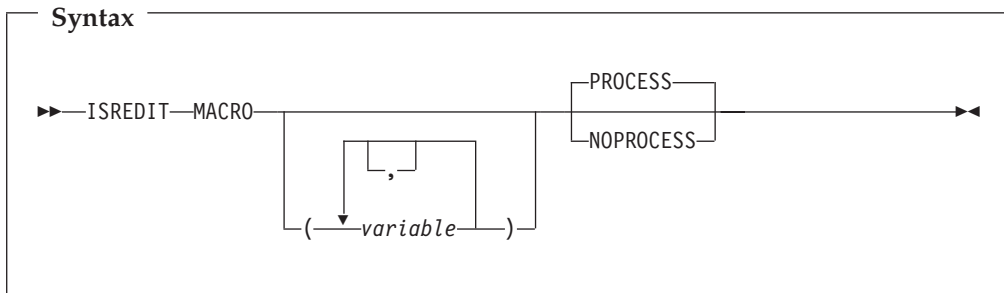 Syntax
PROCESS
ISREDIT MACRO
NOPROCESS
,
( variable )